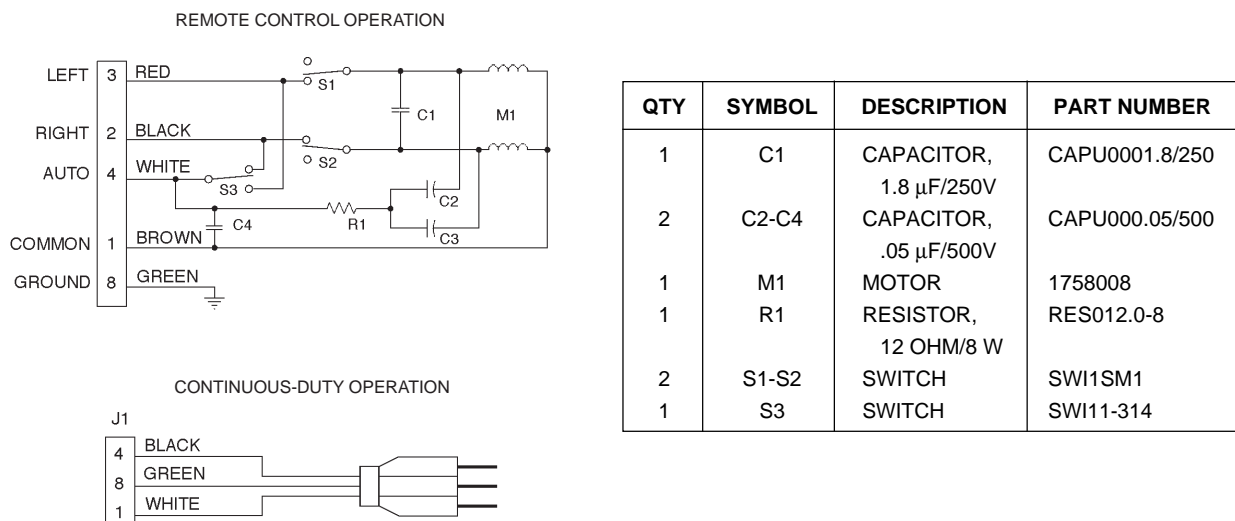 REMOTE CONTROL OPERATION
LEFT 3 RED
S1
C1 M1
RIGHT 2 BLACK
S2
AUTO 4 WHITE
S3
C2
R1
C4
C3
COMMON 1 BROWN
GROUND 8 GREEN
CONTINUOUS-DUTY OPERATION
J1
4 BLACK
8 GREEN
1 WHITE
QTY SYMBOL DESCRIPTION PART NUMBER
1 C1 CAPACITOR, CAPU0001.8/250
1.8 µF/250V
2 C2-C4 CAPACITOR, CAPU000.05/500
.05 µF/500V
1 M1 MOTOR 1758008
1 R1 RESISTOR, RES012.0-8
12 OHM/8 W
2 S1-S2 SWITCH SWI1SM1
1 S3 SWITCH SWI11-314